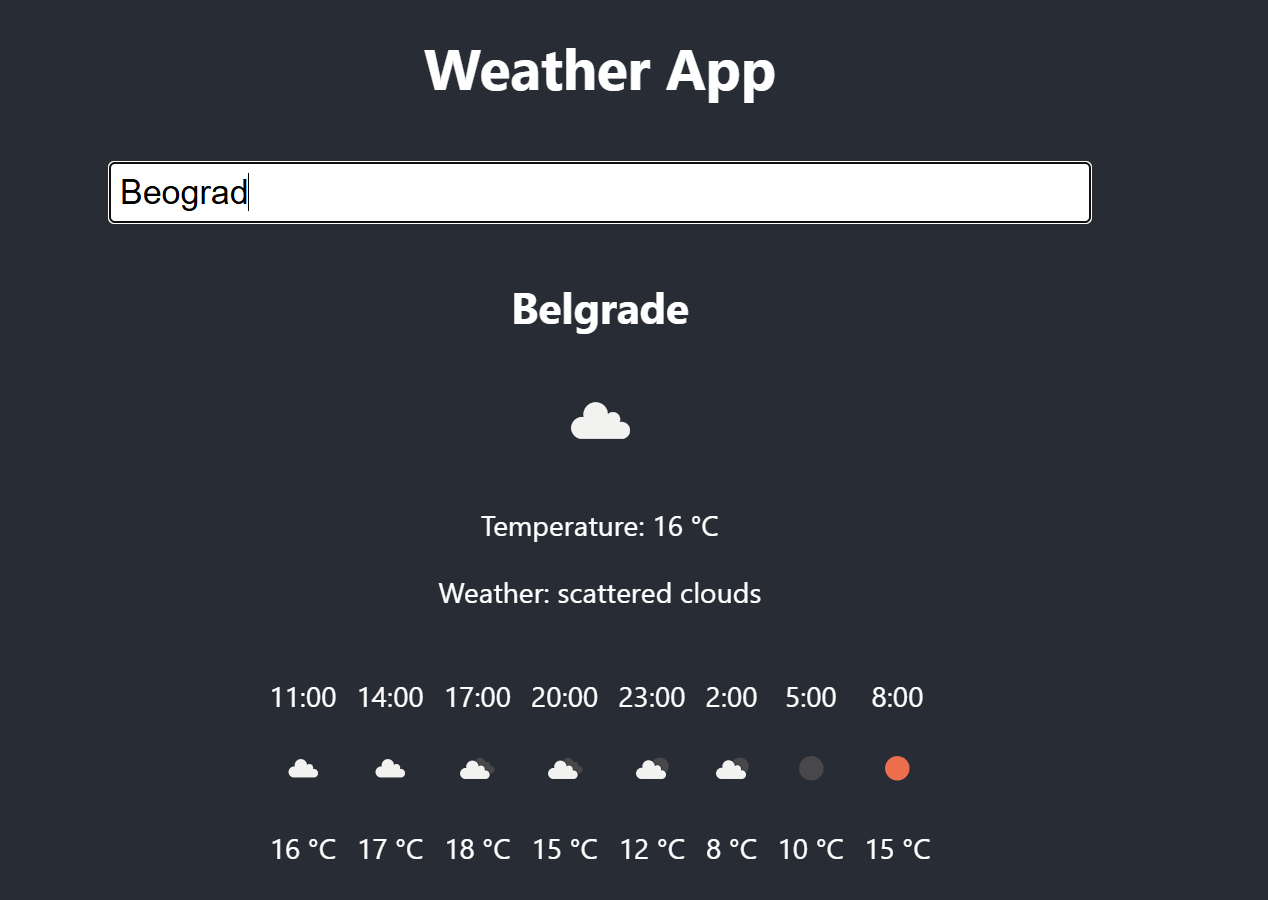 Weather App
Beograd
Belgrade
Temperature: 16 °C
Weather: scattered clouds
11:00 14:00 17:00 20:00 23:00 2:00 5:00 8:00
16 °C 17 °C 18 °C 15 °C 12 °C 8 °C 10 °C 15 °C